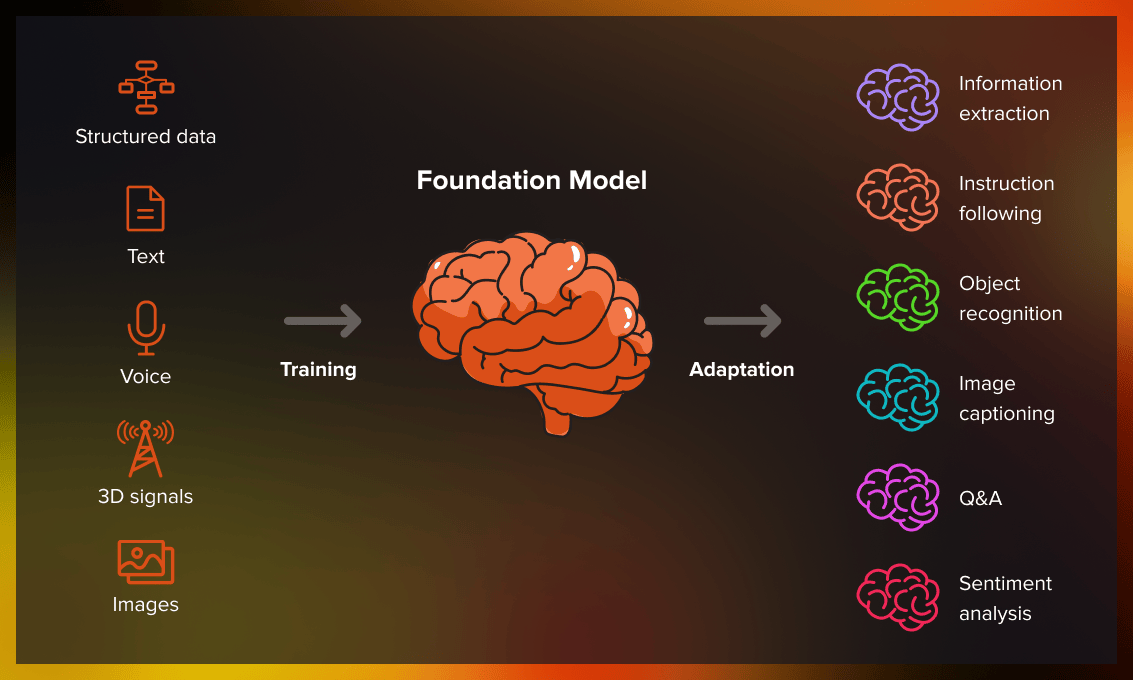 Structured data
Text
Voice
3D signals
Images
Training
Foundation Model
Adaptation
Information
extraction
Instruction
following
Object
recognition
Image
captioning
Q&A
Sentiment
analysis